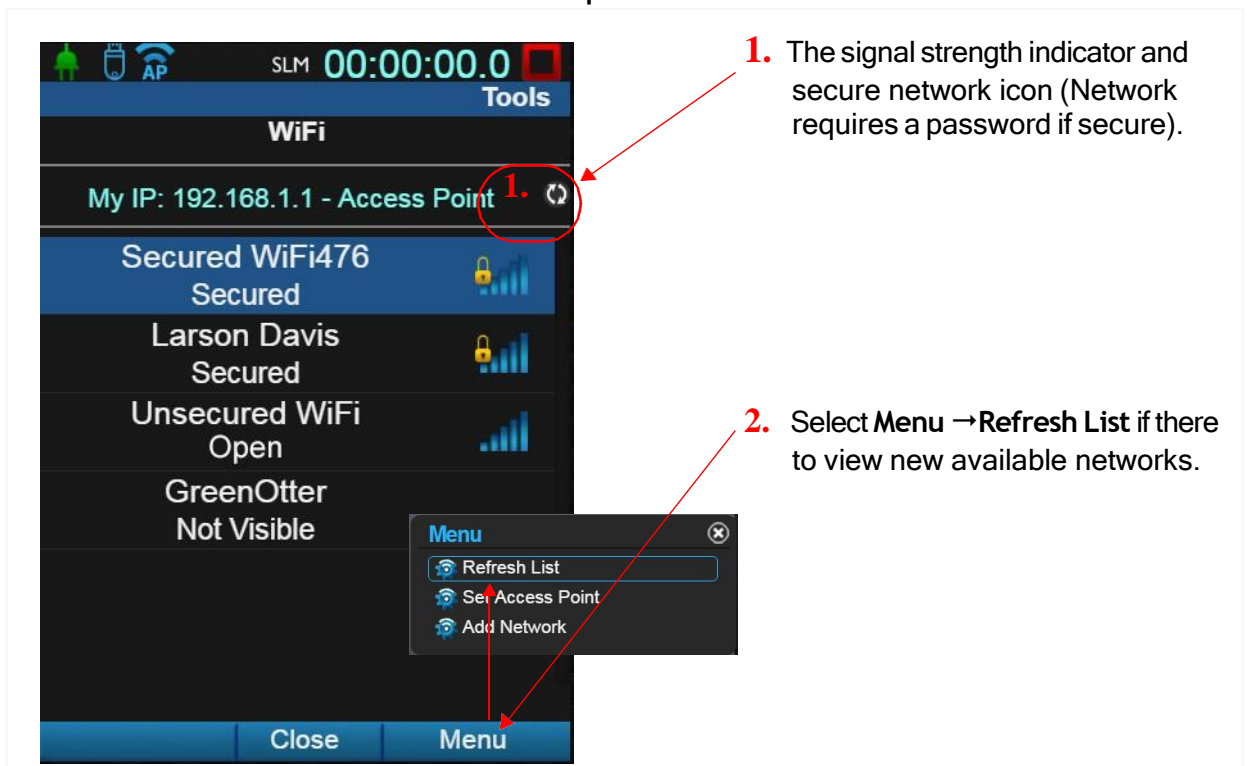 AP SLM 00:00:00.0
Tools
WiFi
My IP: 192.168.1.1 - Access Point 1.
Secured WiFi476
Secured
Larson Davis
Secured
Unsecured WiFi
Open
GreenOtter
Not Visible
Menu
Refresh List
Set Access Point
Add Network
Close Menu
1. The signal strength indicator and
secure network icon (Network
requires a password if secure).
2. Select Menu →Refresh List if there
to view new available networks.